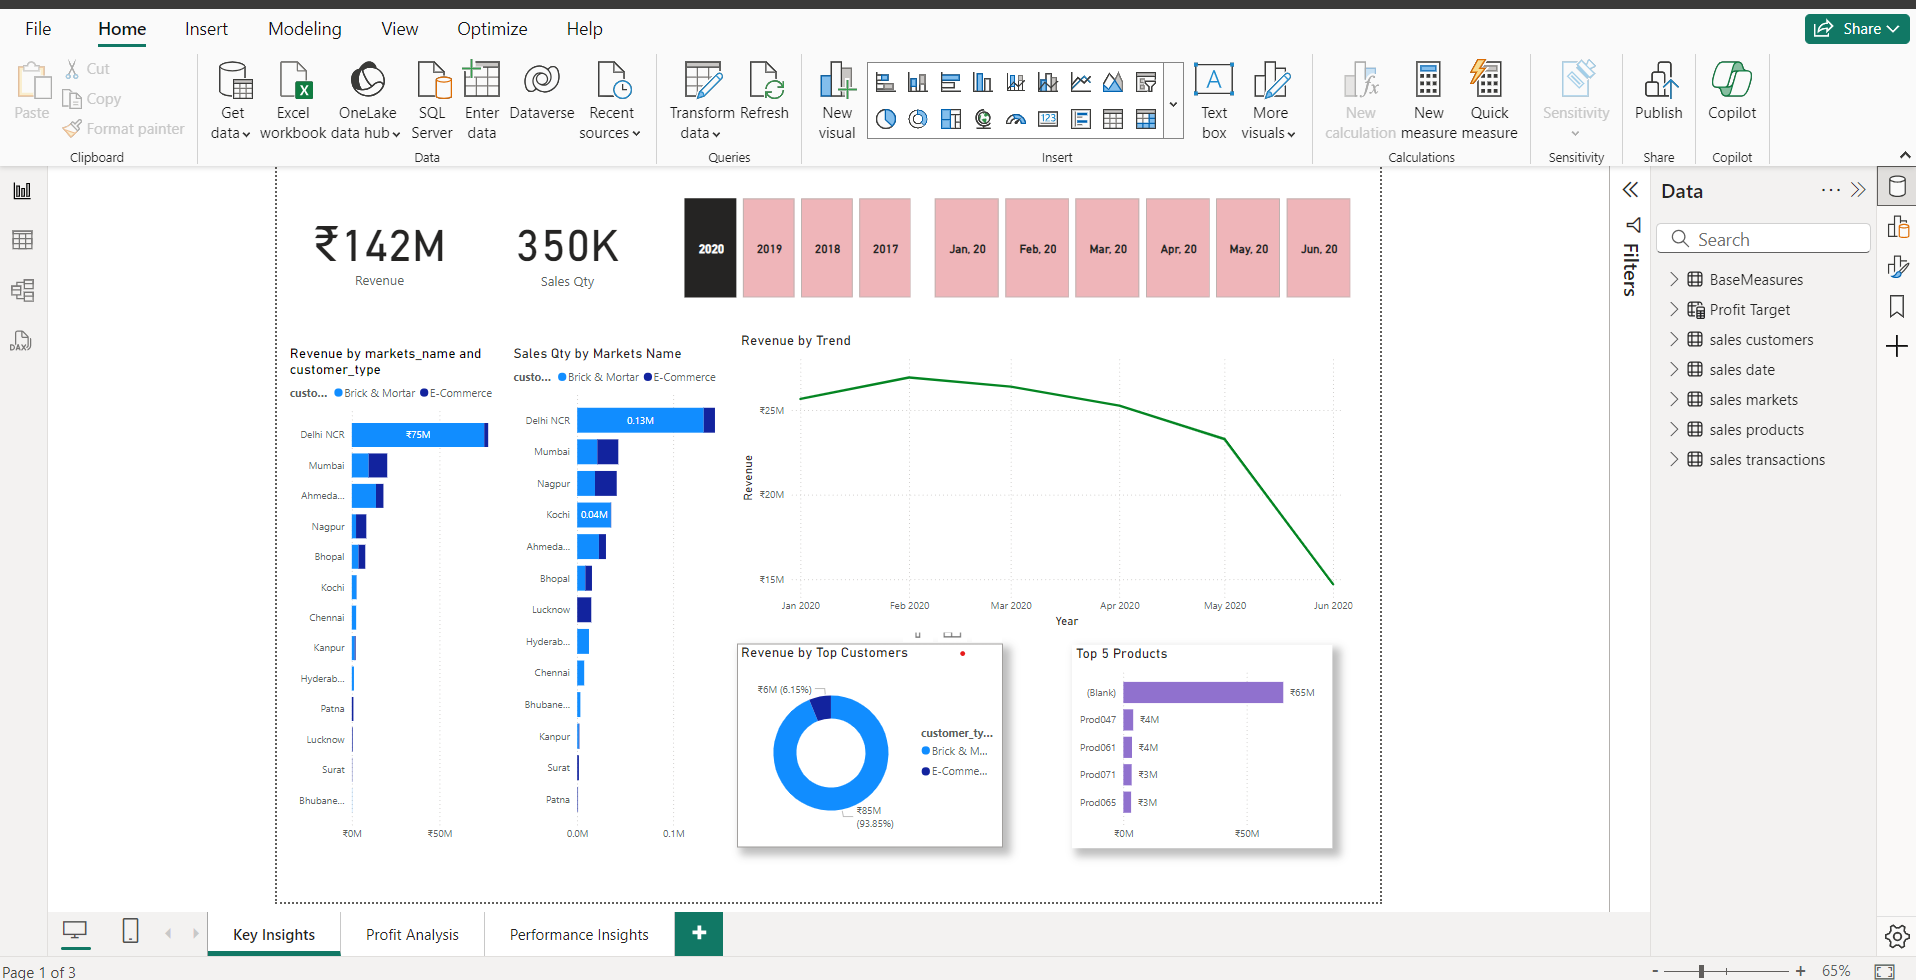 File Home Insert Modeling View Optimize Help Share
Paste Cut
Copy
Format painter
Clipboard
Get data
Excel workbook
OneLake data hub
SQL Server
Enter data
Dataverse
Recent sources
Data
Transform data
Refresh
Queries
New visual
Text box
More visuals
Insert
New calculation
New measure
Quick measure
Calculations
Sensitivity
Sensitivity
Publish
Share
Copilot
Copilot
₹142M
Revenue
350K
Sales Qty
2020 2019 2018 2017
Jan, 20 Feb, 20 Mar, 20 Apr, 20 May, 20 Jun, 20
Revenue by markets_name and
customer_type
custo... Brick & Mortar E-Commerce
Delhi NCR ₹75M
Mumbai
Ahmeda...
Nagpur
Bhopal
Kochi
Chennai
Kanpur
Hyderab...
Patna
Lucknow
Surat
Bhubane...
₹0M ₹50M
Sales Qty by Markets Name
custo... Brick & Mortar E-Commerce
Delhi NCR 0.13M
Mumbai
Nagpur
Kochi 0.04M
Ahmeda...
Bhopal
Lucknow
Hyderab...
Chennai
Bhubane...
Kanpur
Surat
Patna
0.0M 0.1M
Revenue by Trend
Revenue
₹25M
₹20M
₹15M
Jan 2020 Feb 2020 Mar 2020 Apr 2020 May 2020 Jun 2020
Year
Revenue by Top Customers
₹6M (6.15%)
₹85M
(93.85%)
customer_ty...
Brick & M...
E-Comme...
Top 5 Products
(Blank) ₹65M
Prod047 ₹4M
Prod061 ₹4M
Prod071 ₹3M
Prod065 ₹3M
₹0M ₹50M
Filters
Data
Search
BaseMeasures
Profit Target
sales customers
sales date
sales markets
sales products
sales transactions
DAX
Key Insights Profit Analysis Performance Insights +
Page 1 of 3
- + 65%